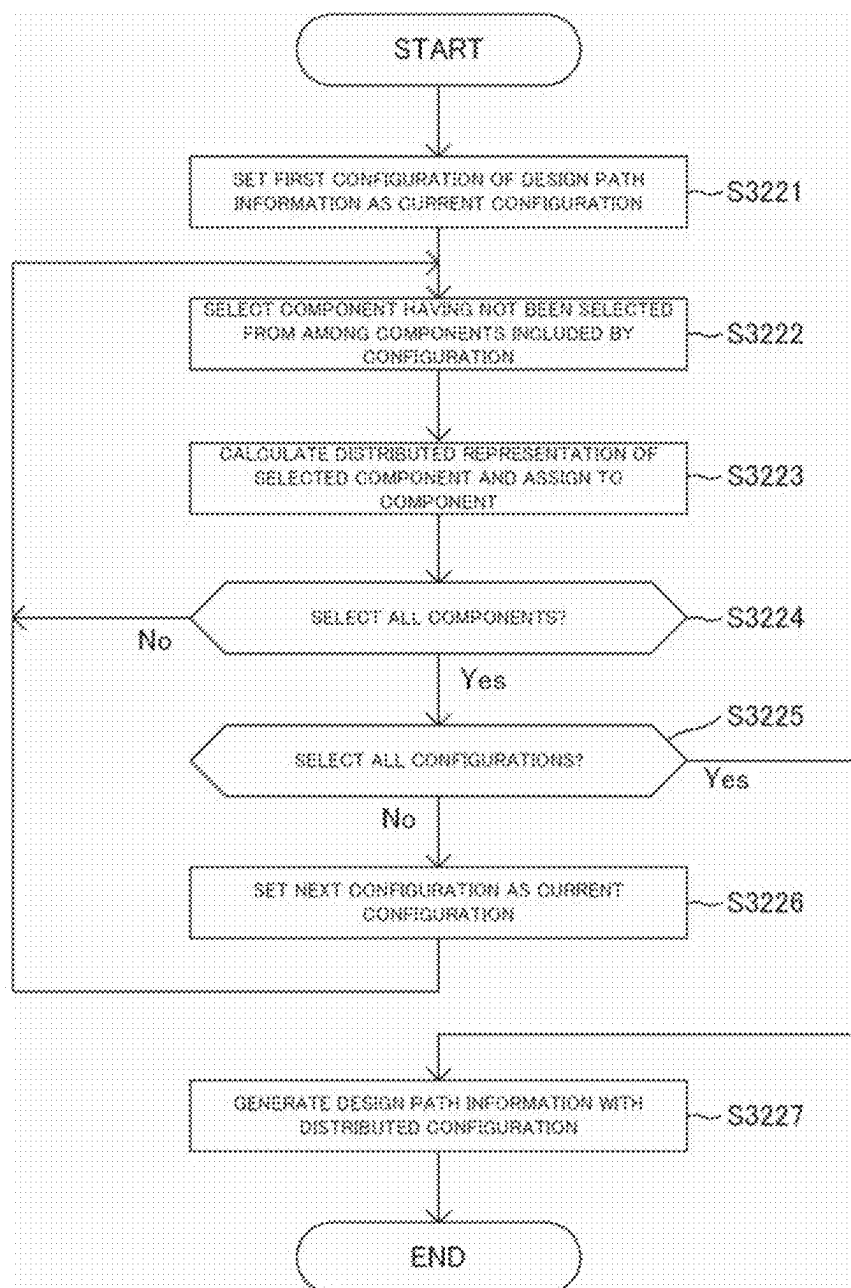 START
SET FIRST CONFIGURATION OF DESIGN PATH
INFORMATION AS CURRENT CONFIGURATION
S3221
SELECT COMPONENT HAVING NOT BEEN SELECTED
FROM AMONG COMPONENTS INCLUDED BY
CONFIGURATION
S3222
CALCULATE DISTRIBUTED REPRESENTATION OF
SELECTED COMPONENT AND ASSIGN TO
COMPONENT
S3223
SELECT ALL COMPONENTS?
S3224
No
Yes
S3225
SELECT ALL CONFIGURATIONS?
Yes
No
SET NEXT CONFIGURATION AS CURRENT
CONFIGURATION
S3226
GENERATE DESIGN PATH INFORMATION WITH
DISTRIBUTED CONFIGURATION
S3227
END